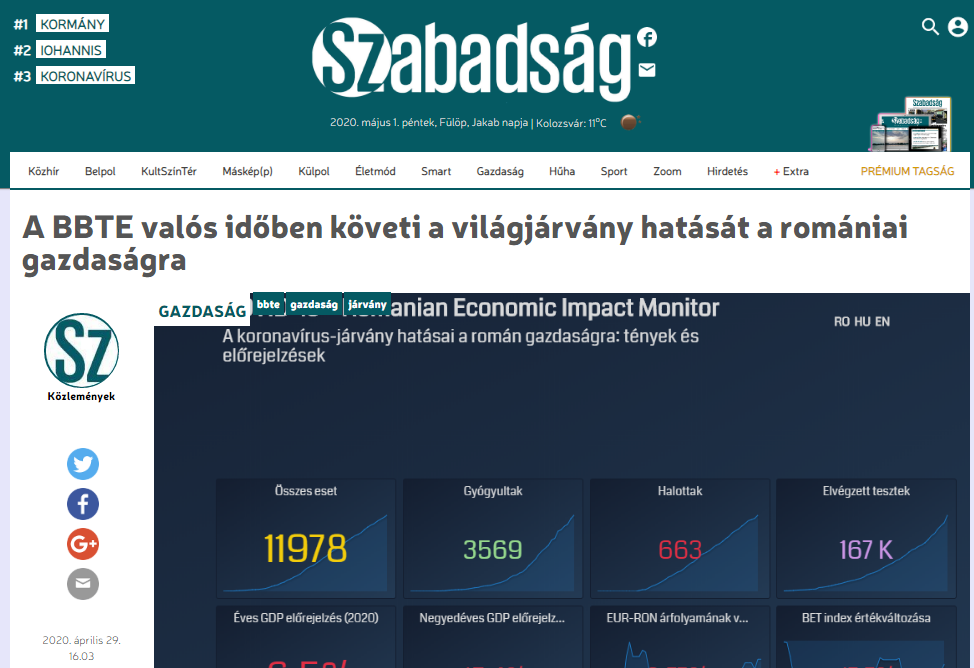 #1 KORMÁNY
#2 IOHANNIS
#3 KORONAVÍRUS
Szabadság
2020. május 1. péntek, Fülöp, Jakab napja | Kolozsvár: 11°C
Szabadság
Szabadság
Közhír Belpol KultSzínTér Másképp(p) Külpol Életmód Smart Gazdaság Hűha Sport Zoom Hirdetés + Extra PRÉMIUM TAGSÁG
A BBTE valós időben követi a világjárvány hatását a romániai
gazdaságra
GAZDASÁG bbte gazdaság járvány
anian Economic Impact Monitor
RO HU EN
A koronavírus-járvány hatásai a román gazdaságra: tények és
előrejelzések
Sz
Közlemények
G+
Összes eset Gyógyultak Halottak Elvégzett tesztek
11978 3569 663 167 K
Éves GDP előrejelzés (2020) Negyedéves GDP előrejelz... EUR-RON árfolyamának v... BET index értékváltozása
2020. április 29.
16.03